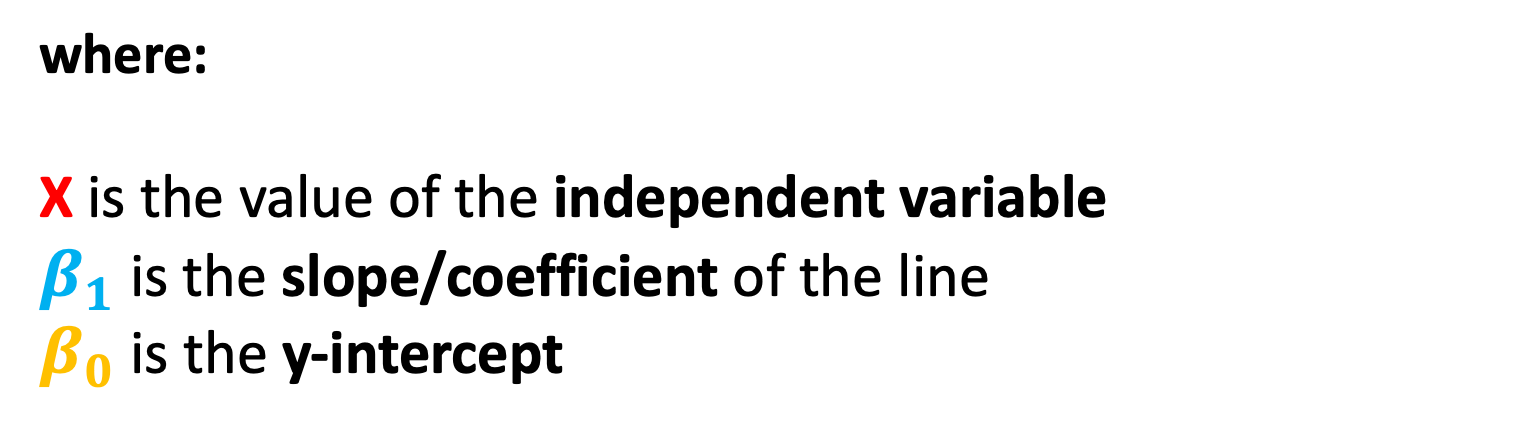 where:
X is the value of the independent variable
β₁ is the slope/coefficient of the line
β₀ is the y-intercept